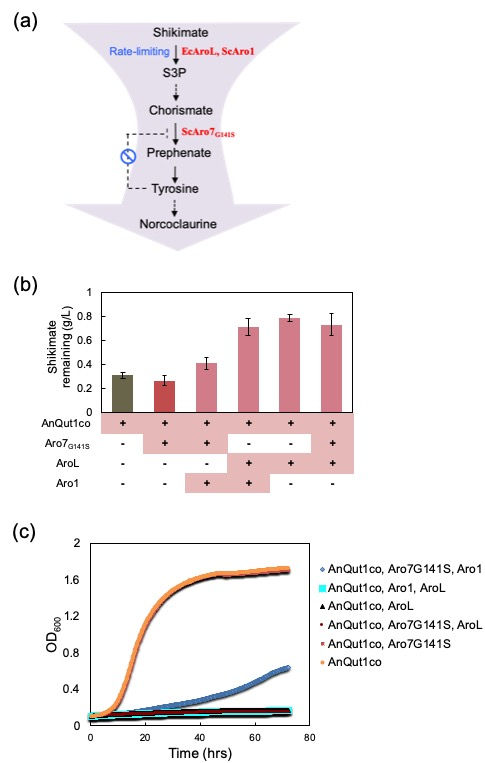 (a)
Shikimate
Rate-limiting EcAroL, ScAro1
S3P
Chorismate
ScAro7G141S
Prephenate
Tyrosine
Norcoclaurine
(b)
Shikimate
remaining (g/L)
1
0.8
0.6
0.4
0.2
0
AnQut1co + + + + + +
Aro7G141S - + + - - +
AroL - - - + + +
Aro1 - - + + - -
(c)
OD600
2
1.6
1.2
0.8
0.4
0
0 20 40 60 80
Time (hrs)
AnQut1co, Aro7G141S, Aro1
AnQut1co, Aro1, AroL
AnQut1co, AroL
AnQut1co, Aro7G141S, AroL
AnQut1co, Aro7G141S
AnQut1co